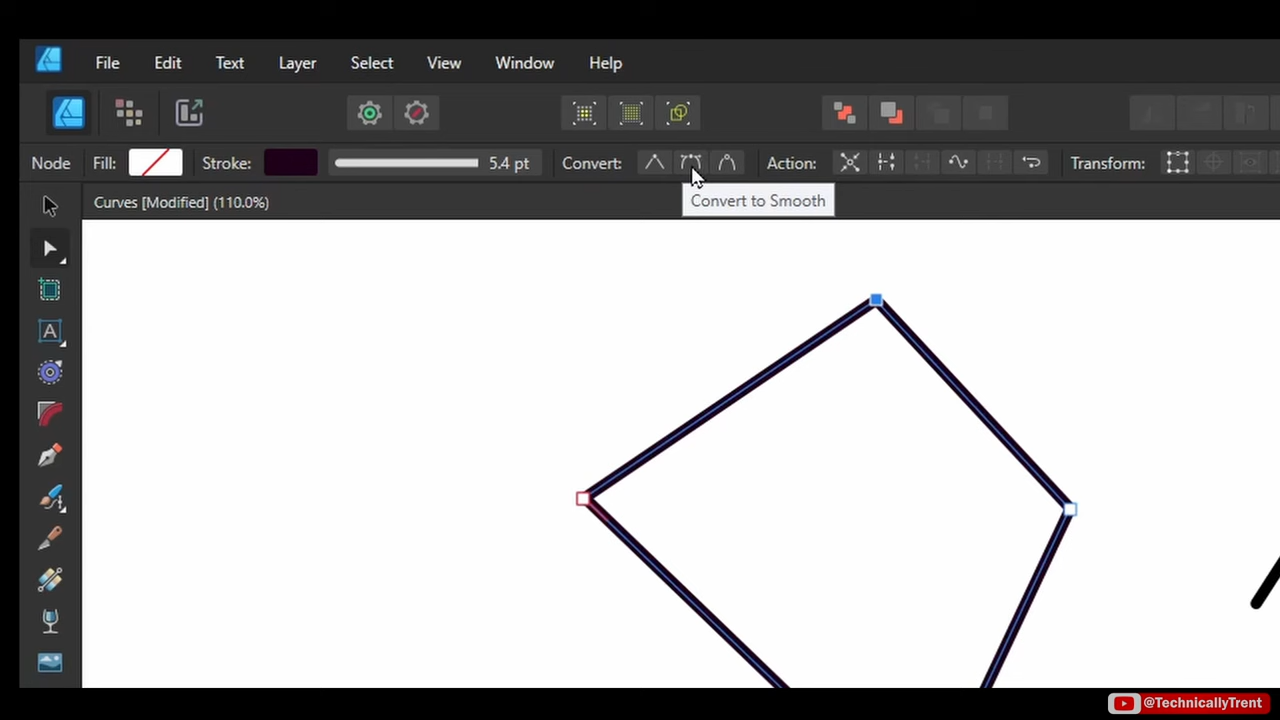 File Edit Text Layer Select View Window Help
Node Fill: Stroke: 5.4 pt Convert: Action: Transform:
Convert to Smooth
Curves [Modified] (110.0%)
A
@TechnicallyTrent